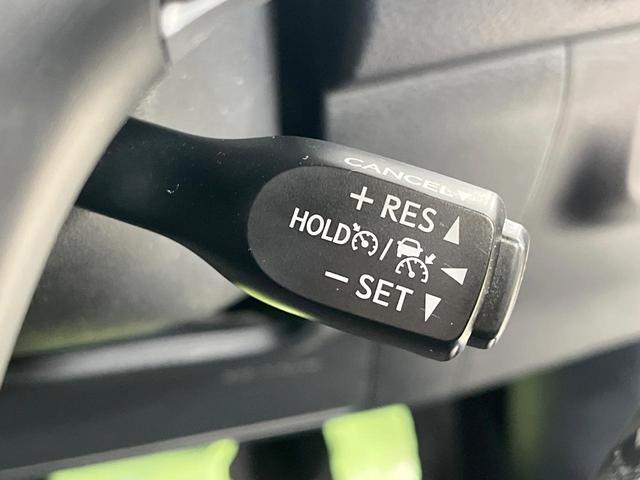 CANCEL▼
+ RES ▲
HOLD / ◀
− SET ▼